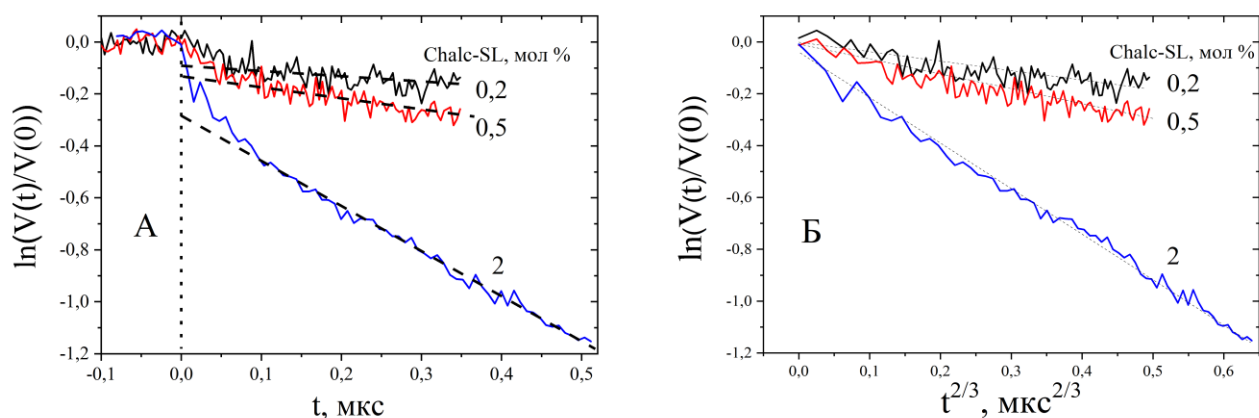 ln(V(t)/V(0))
0,0
-0,2
-0,4
-0,6
-0,8
-1,0
-1,2
Chalc-SL, мол %
0,2
0,5
2
А
-0,1 0,0 0,1 0,2 0,3 0,4 0,5
t, мкс
ln(V(t)/V(0))
0,0
-0,2
-0,4
-0,6
-0,8
-1,0
-1,2
Chalc-SL, мол %
0,2
0,5
2
Б
0,0 0,1 0,2 0,3 0,4 0,5 0,6
t^{2/3}, мкс^{2/3}